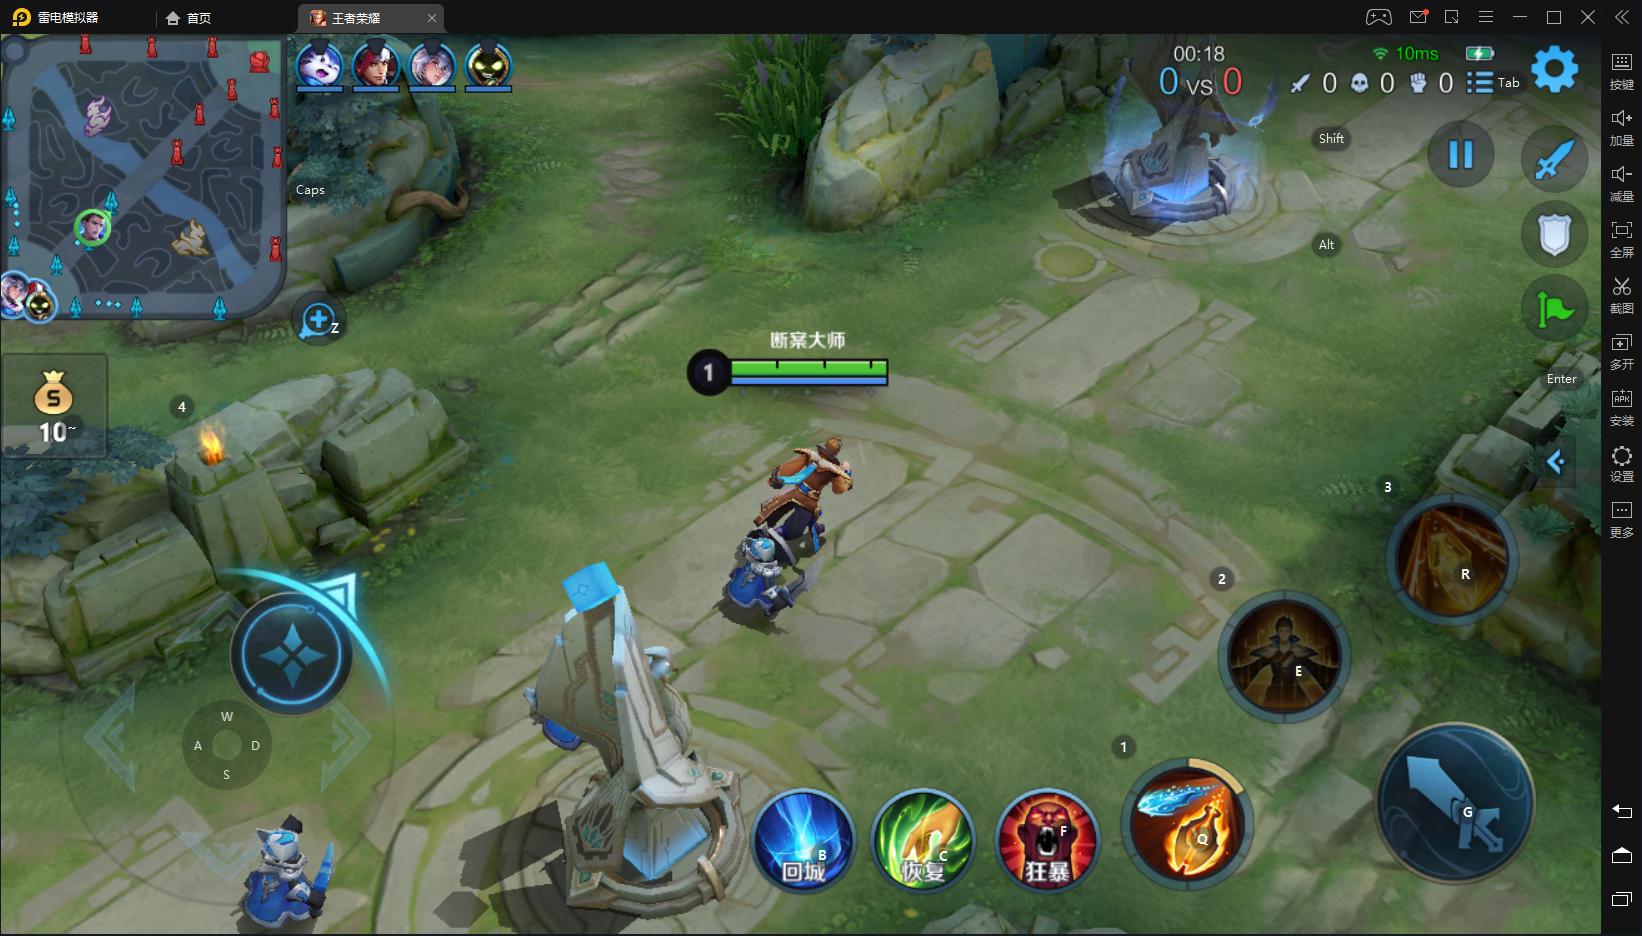 雷电模拟器
首页
王者荣耀
00:18
0 vs 0
10ms
0
0
0
Tab
Shift
Caps
Alt
Z
断案大师
1
S
10~
4
Enter
3
R
2
E
1
W
A
D
S
B
回城
C
恢复
F
狂暴
Q
G
按键
加量
减量
全屏
截图
多开
APK
安装
设置
更多